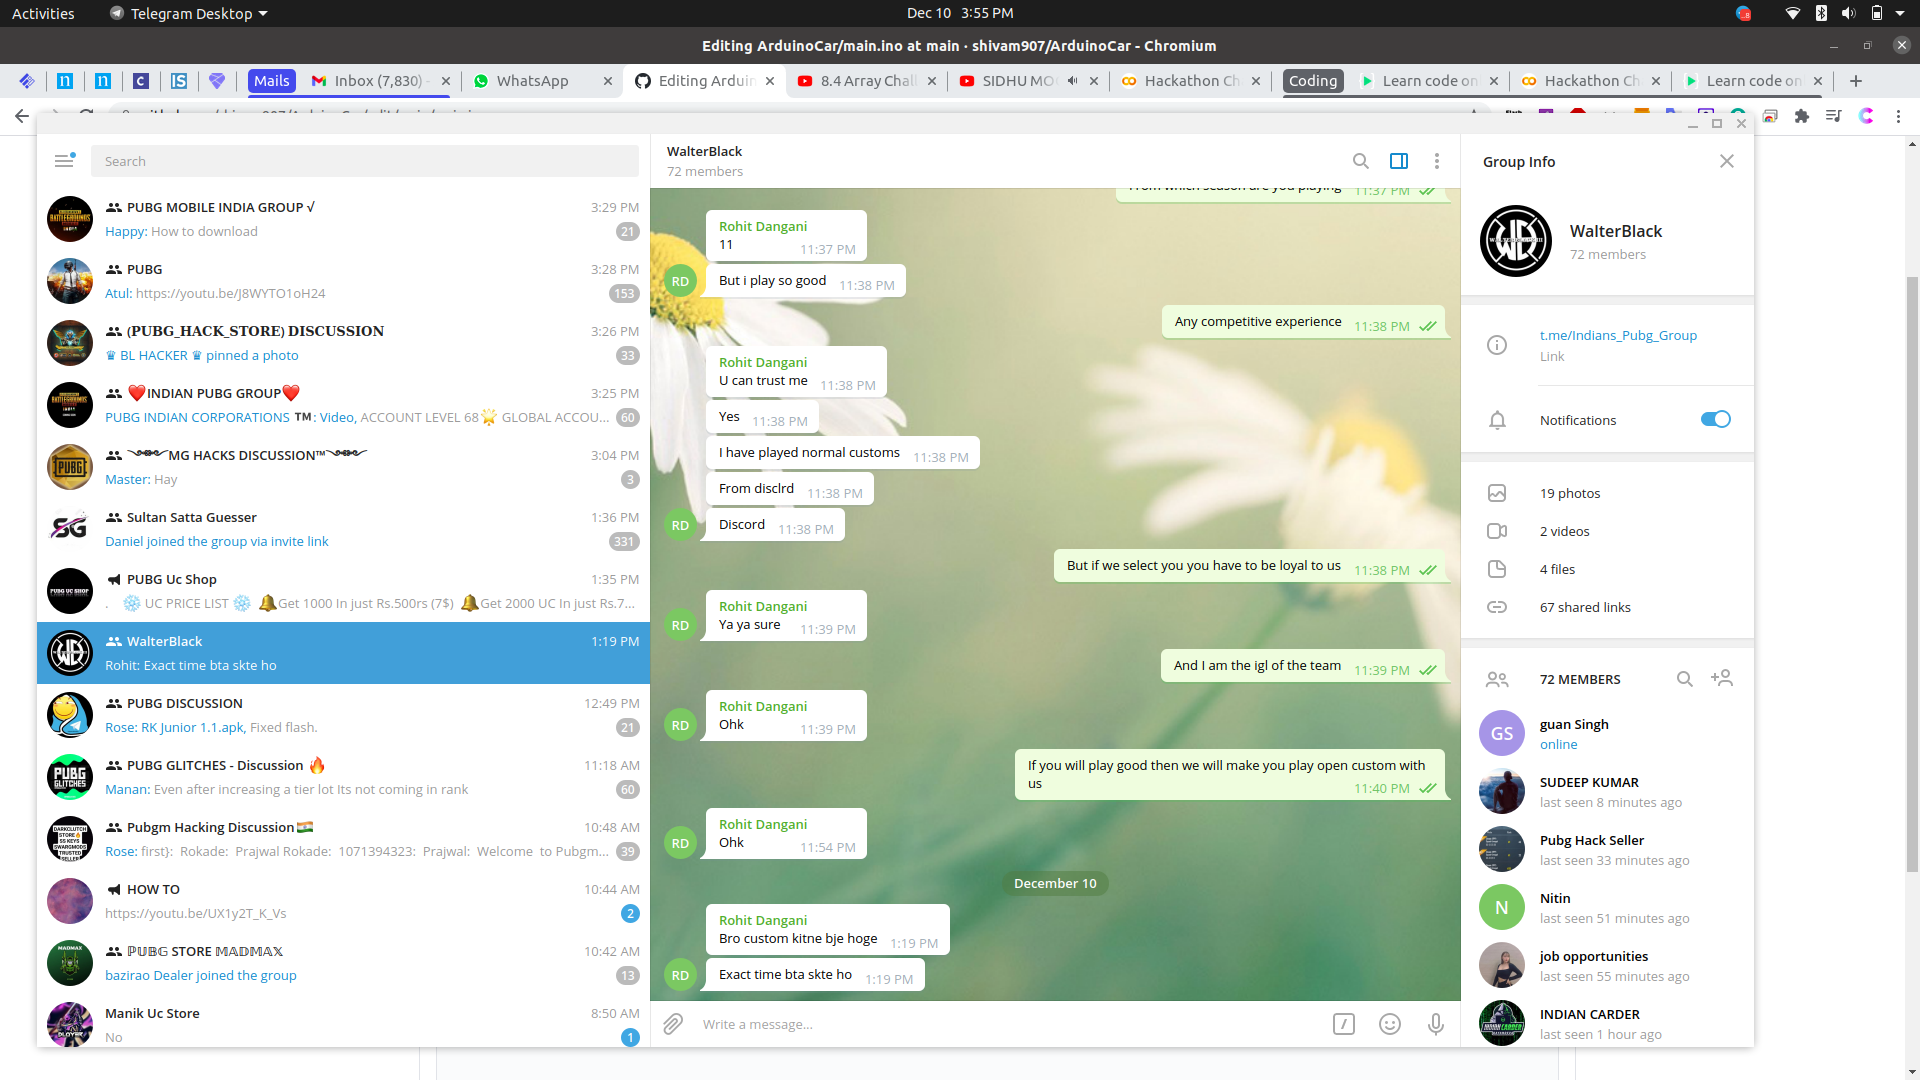 Activities
Telegram Desktop
Dec 10 3:55 PM
Editing ArduinoCar/main.ino at main · shivam907/ArduinoCar - Chromium
Mails
Inbox (7,830) -
WhatsApp
Editing Arduin
8.4 Array Chall
SIDHU MOO
Hackathon Ch
Coding
Learn code on
Hackathon Ch
Learn code on
Search
PUBG MOBILE INDIA GROUP √
3:29 PM
Happy: How to download
21
PUBG
3:28 PM
Atul: https://youtu.be/J8WYTO1oH24
153
(PUBG_HACK_STORE) DISCUSSION
3:26 PM
♛ BL HACKER ♛ pinned a photo
33
❤️INDIAN PUBG GROUP❤️
3:25 PM
PUBG INDIAN CORPORATIONS ™️: Video, ACCOUNT LEVEL 68🌟 GLOBAL ACCOU...
60
MG HACKS DISCUSSION™
3:04 PM
Master: Hay
3
Sultan Satta Guesser
1:36 PM
Daniel joined the group via invite link
331
PUBG Uc Shop
1:35 PM
. ❄️ UC PRICE LIST ❄️ 🔔Get 1000 In just Rs.500rs (7$) 🔔Get 2000 UC In just Rs.7...
WalterBlack
1:19 PM
Rohit: Exact time bta skte ho
PUBG DISCUSSION
12:49 PM
Rose: RK Junior 1.1.apk, Fixed flash.
21
PUBG GLITCHES - Discussion 🔥
11:18 AM
Manan: Even after increasing a tier lot Its not coming in rank
60
Pubgm Hacking Discussion🇮🇳
10:48 AM
Rose: first}: Rokade: Prajwal Rokade: 1071394323: Prajwal: Welcome to Pubgm...
39
HOW TO
10:44 AM
https://youtu.be/UX1y2T_K_Vs
2
ℙ𝕌𝔹𝔾 STORE 𝕄𝔸𝔻𝕄𝔸𝕏
10:42 AM
bazirao Dealer joined the group
13
Manik Uc Store
8:50 AM
No
1
WalterBlack
72 members
From which season are you playing 11:37 PM
Rohit Dangani
11 11:37 PM
RD
But i play so good 11:38 PM
Any competitive experience 11:38 PM
Rohit Dangani
U can trust me 11:38 PM
Yes 11:38 PM
I have played normal customs 11:38 PM
From disclrd 11:38 PM
RD
Discord 11:38 PM
But if we select you you have to be loyal to us 11:38 PM
Rohit Dangani
RD
Ya ya sure 11:39 PM
And I am the igl of the team 11:39 PM
Rohit Dangani
RD
Ohk 11:39 PM
If you will play good then we will make you play open custom with
us 11:40 PM
Rohit Dangani
RD
Ohk 11:54 PM
December 10
Rohit Dangani
Bro custom kitne bje hoge 1:19 PM
RD
Exact time bta skte ho 1:19 PM
Write a message...
Group Info
WalterBlack
72 members
t.me/Indians_Pubg_Group
Link
Notifications
19 photos
2 videos
4 files
67 shared links
72 MEMBERS
GS
guan Singh
online
SUDEEP KUMAR
last seen 8 minutes ago
Pubg Hack Seller
last seen 33 minutes ago
N
Nitin
last seen 51 minutes ago
job opportunities
last seen 55 minutes ago
INDIAN CARDER
last seen 1 hour ago